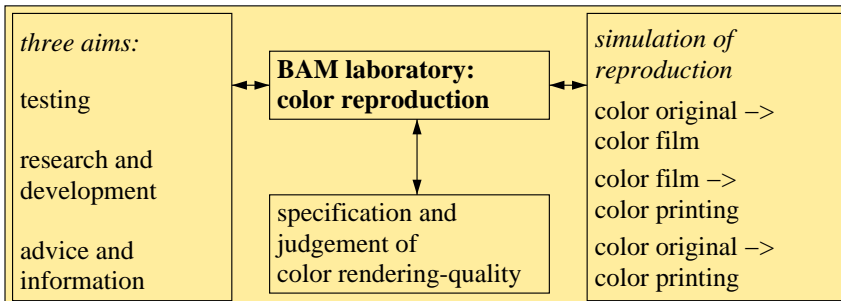 three aims:
testing
research and
development
advice and
information
BAM laboratory:
color reproduction
specification and
judgement of
color rendering-quality
simulation of
reproduction
color original −>
color film
color film −>
color printing
color original −>
color printing